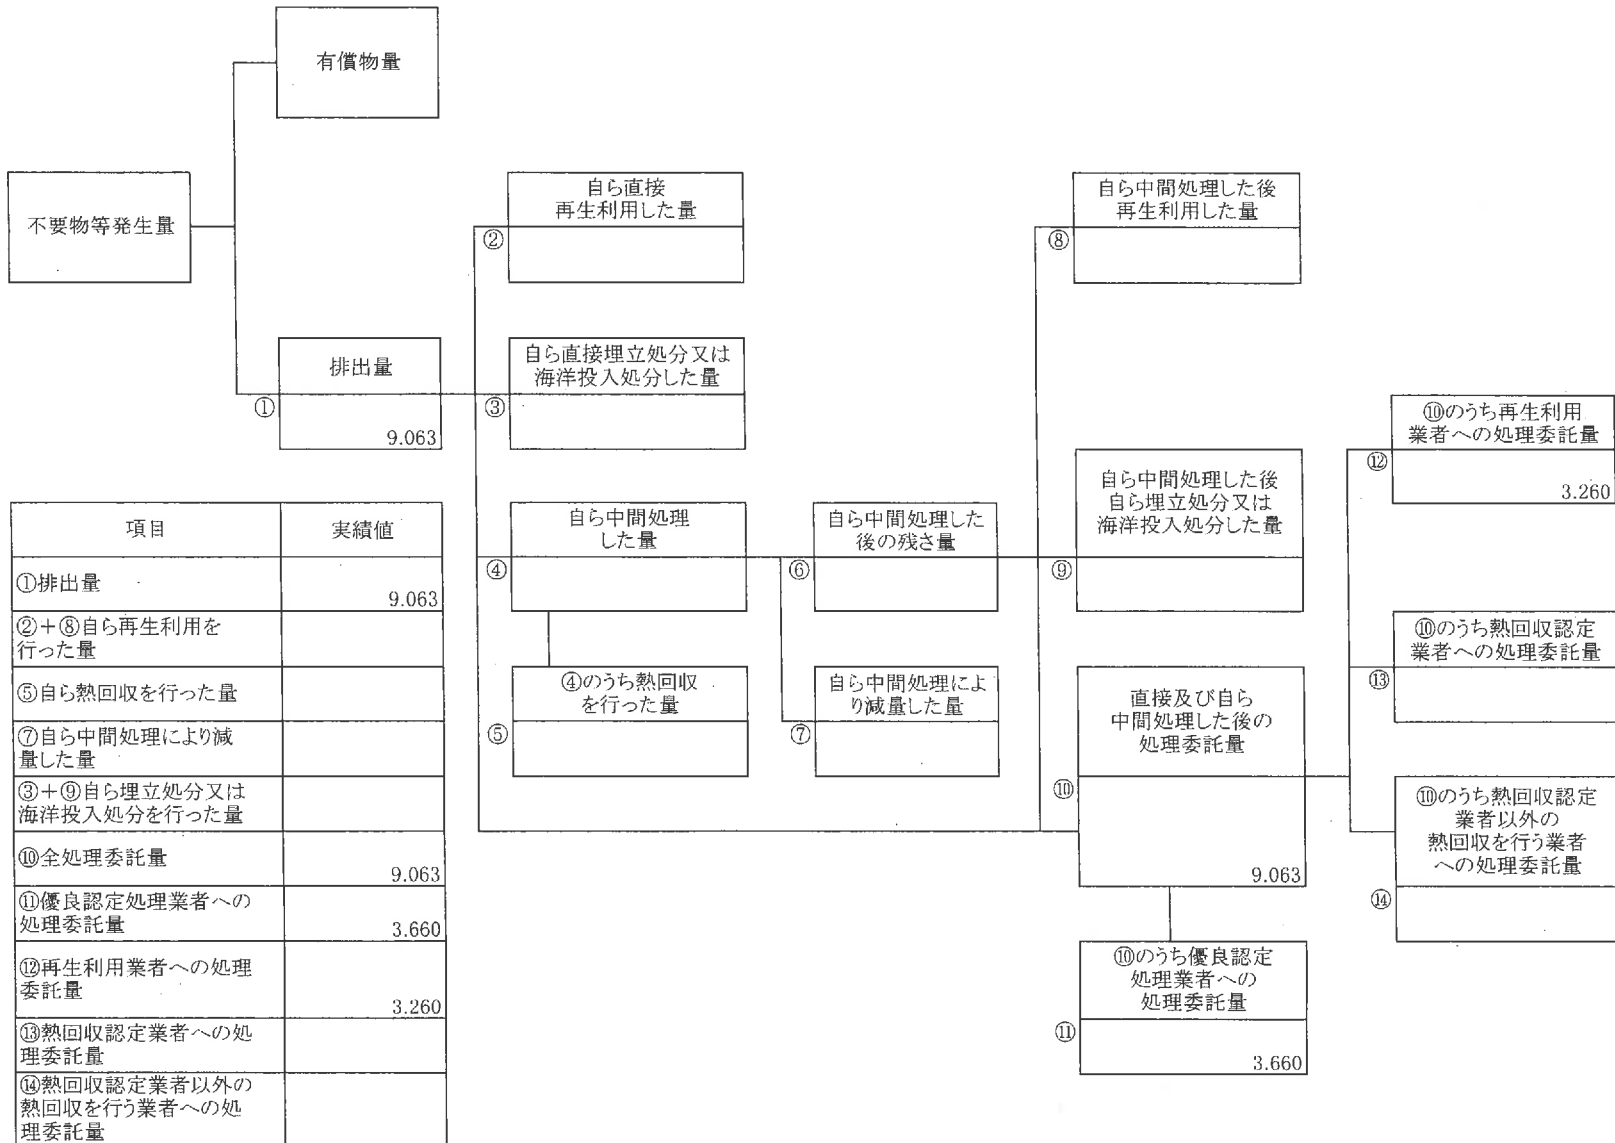 有償物量
不要物等発生量
自ら直接
再生利用した量
②
自ら中間処理した後
再生利用した量
⑧
排出量
①
9.063
自ら直接埋立処分又は
海洋投入処分した量
③
⑩のうち再生利用
業者への処理委託量
⑫
3.260
自ら中間処理
した量
④
自ら中間処理した
後の残さ量
⑥
自ら中間処理した後
自ら埋立処分又は
海洋投入処分した量
⑨
⑩のうち熱回収認定
業者への処理委託量
⑬
④のうち熱回収
を行った量
⑤
自ら中間処理によ
り減量した量
⑦
直接及び自ら
中間処理した後の
処理委託量
⑩
9.063
⑩のうち熱回収認定
業者以外の
熱回収を行う業者
への処理委託量
⑭
⑩のうち優良認定
処理業者への
処理委託量
⑪
3.660
項目 実績値
①排出量
9.063
②+⑧自ら再生利用を
行った量
⑤自ら熱回収を行った量
⑦自ら中間処理により減
量した量
③+⑨自ら埋立処分又は
海洋投入処分を行った量
⑩全処理委託量
9.063
⑪優良認定処理業者への
処理委託量
3.660
⑫再生利用業者への処理
委託量
3.260
⑬熱回収認定業者への処
理委託量
⑭熱回収認定業者以外の
熱回収を行う業者への処
理委託量